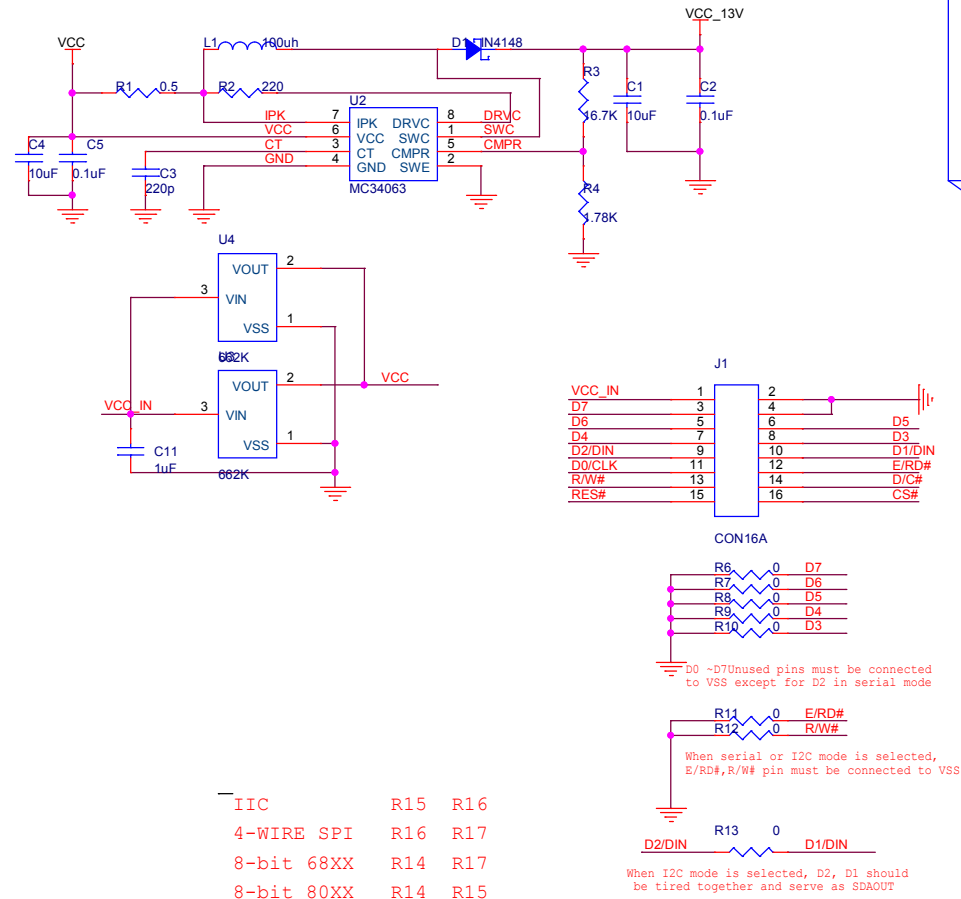 VCC_13V
VCC
L1 100uh
D1 IN4148
R1 0.5
R2 220
U2
R3
16.7K
C1
10uF
C2
0.1uF
IPK 7 IPK DRVC 8 DRVC
VCC 6 VCC SWC 1 SWC
CT 3 CT CMPR 5 CMPR
GND 4 GND SWE 2
MC34063
C4
10uF
C5
0.1uF
C3
220p
R4
1.78K
U4
VOUT 2
3 VIN
VSS 1
662K
VOUT 2
VCC
VCC_IN 3 VIN
VSS 1
662K
C11
1uF
J1
VCC_IN 1 2
D7 3 4
D6 5 6 D5
D4 7 8 D3
D2/DIN 9 10 D1/DIN
D0/CLK 11 12 E/RD#
R/W# 13 14 D/C#
RES# 15 16 CS#
CON16A
R6 0 D7
R7 0 D6
R8 0 D5
R9 0 D4
R10 0 D3
D0 ~D7Unused pins must be connected
to VSS except for D2 in serial mode
R11 0 E/RD#
R12 0 R/W#
When serial or I2C mode is selected,
E/RD#,R/W# pin must be connected to VSS
R13 0
D2/DIN D1/DIN
When I2C mode is selected, D2, D1 should
be tired together and serve as SDAOUT
IIC R15 R16
4-WIRE SPI R16 R17
8-bit 68XX R14 R17
8-bit 80XX R14 R15